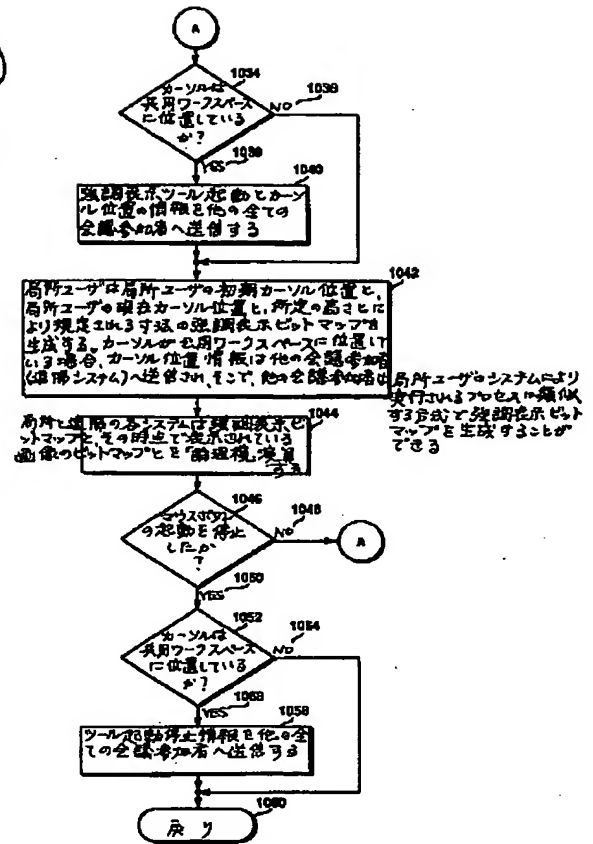 A
1034
カーソルは
共用ワークスペース
に位置している
か?
NO
1038
YES
1040
強調表示ツール起動とカーソ
ル位置の情報を他の全ての
会議参加者へ送信する
1042
局所ユーザは局所ユーザの初期カーソル位置と、
局所ユーザの現在カーソル位置と、所定の高さとに
より規定される寸法の強調表示ビットマップを
生成する。カーソルが共用ワークスペースに位置して
いる場合、カーソル位置情報は他の会議参加者
(遠隔システム)へ送信され、そこで、他の会議参加者は
局所ユーザのシステムにより
実行されるプロセスに類似
する方式で強調表示ビット
マップを生成することが
できる
1044
局所と遠隔の各システムは強調表示ビ
ットマップと、その時点で表示されている
画像のビットマップとを「論理積」演算
する
1046
マウスボタン
の起動を停止
したか
?
NO
1048
A
1050
YES
1052
カーソルは
共用ワークスペース
に位置している
か?
NO
1054
YES
1058
ツール起動停止情報を他の全
ての会議参加者へ送信する
1060
戻り